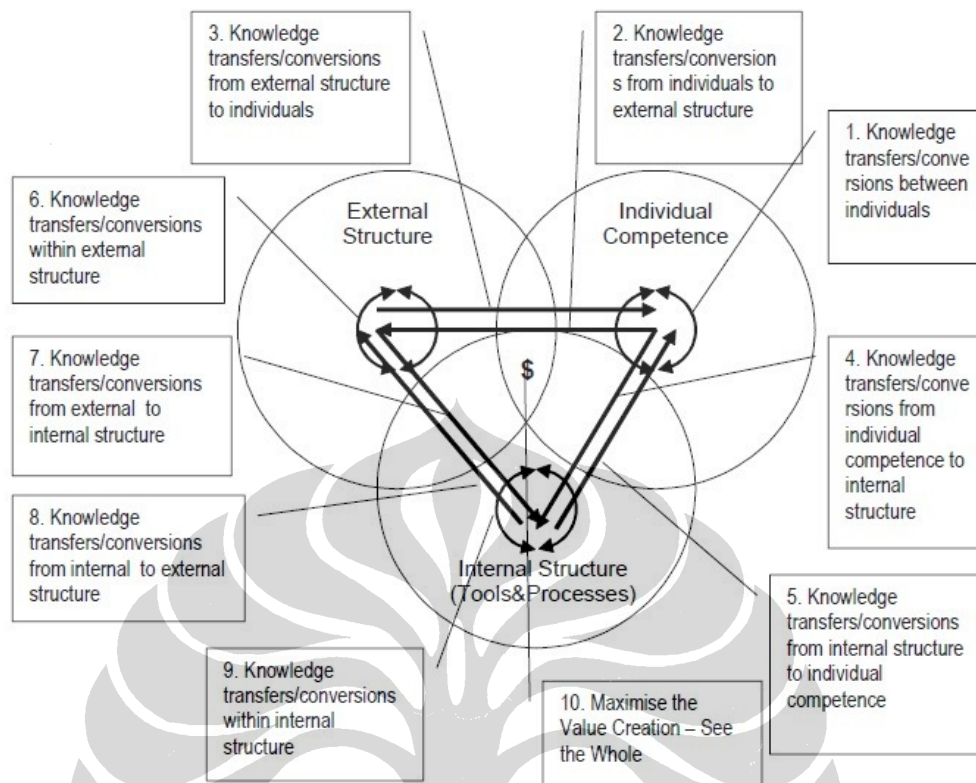 3. Knowledge
transfers/conversions
from external structure
to individuals
2. Knowledge
transfers/conversion
s from individuals to
external structure
1. Knowledge
transfers/conve
rsions between
individuals
6. Knowledge
transfers/conversions
within external
structure
External
Structure
Individual
Competence
7. Knowledge
transfers/conversions
from external to
internal structure
$
4. Knowledge
transfers/conve
rsions from
individual
competence to
internal
structure
8. Knowledge
transfers/conversions
from internal to external
structure
Internal Structure
(Tools&Processes)
5. Knowledge
transfers/conversions
from internal structure
to individual
competence
9. Knowledge
transfers/conversions
within internal
structure
10. Maximise the
Value Creation – See
the Whole